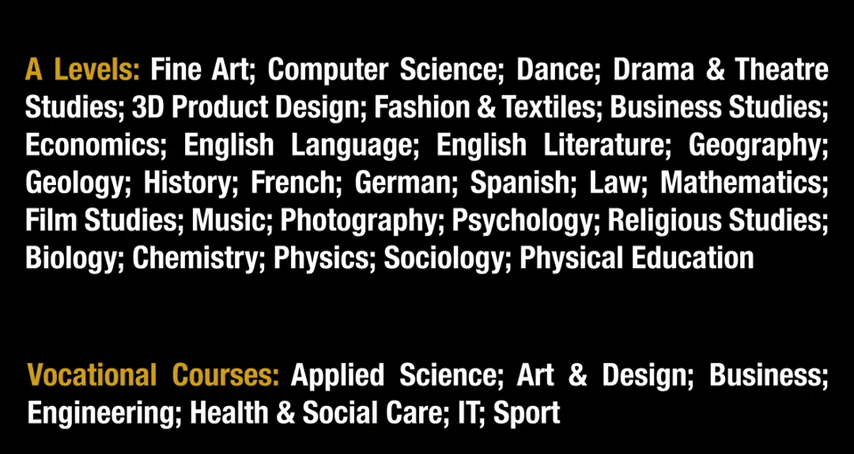 A Levels: Fine Art; Computer Science; Dance; Drama & Theatre
Studies; 3D Product Design; Fashion & Textiles; Business Studies;
Economics; English Language; English Literature; Geography;
Geology; History; French; German; Spanish; Law; Mathematics;
Film Studies; Music; Photography; Psychology; Religious Studies;
Biology; Chemistry; Physics; Sociology; Physical Education
Vocational Courses: Applied Science; Art & Design; Business;
Engineering; Health & Social Care; IT; Sport